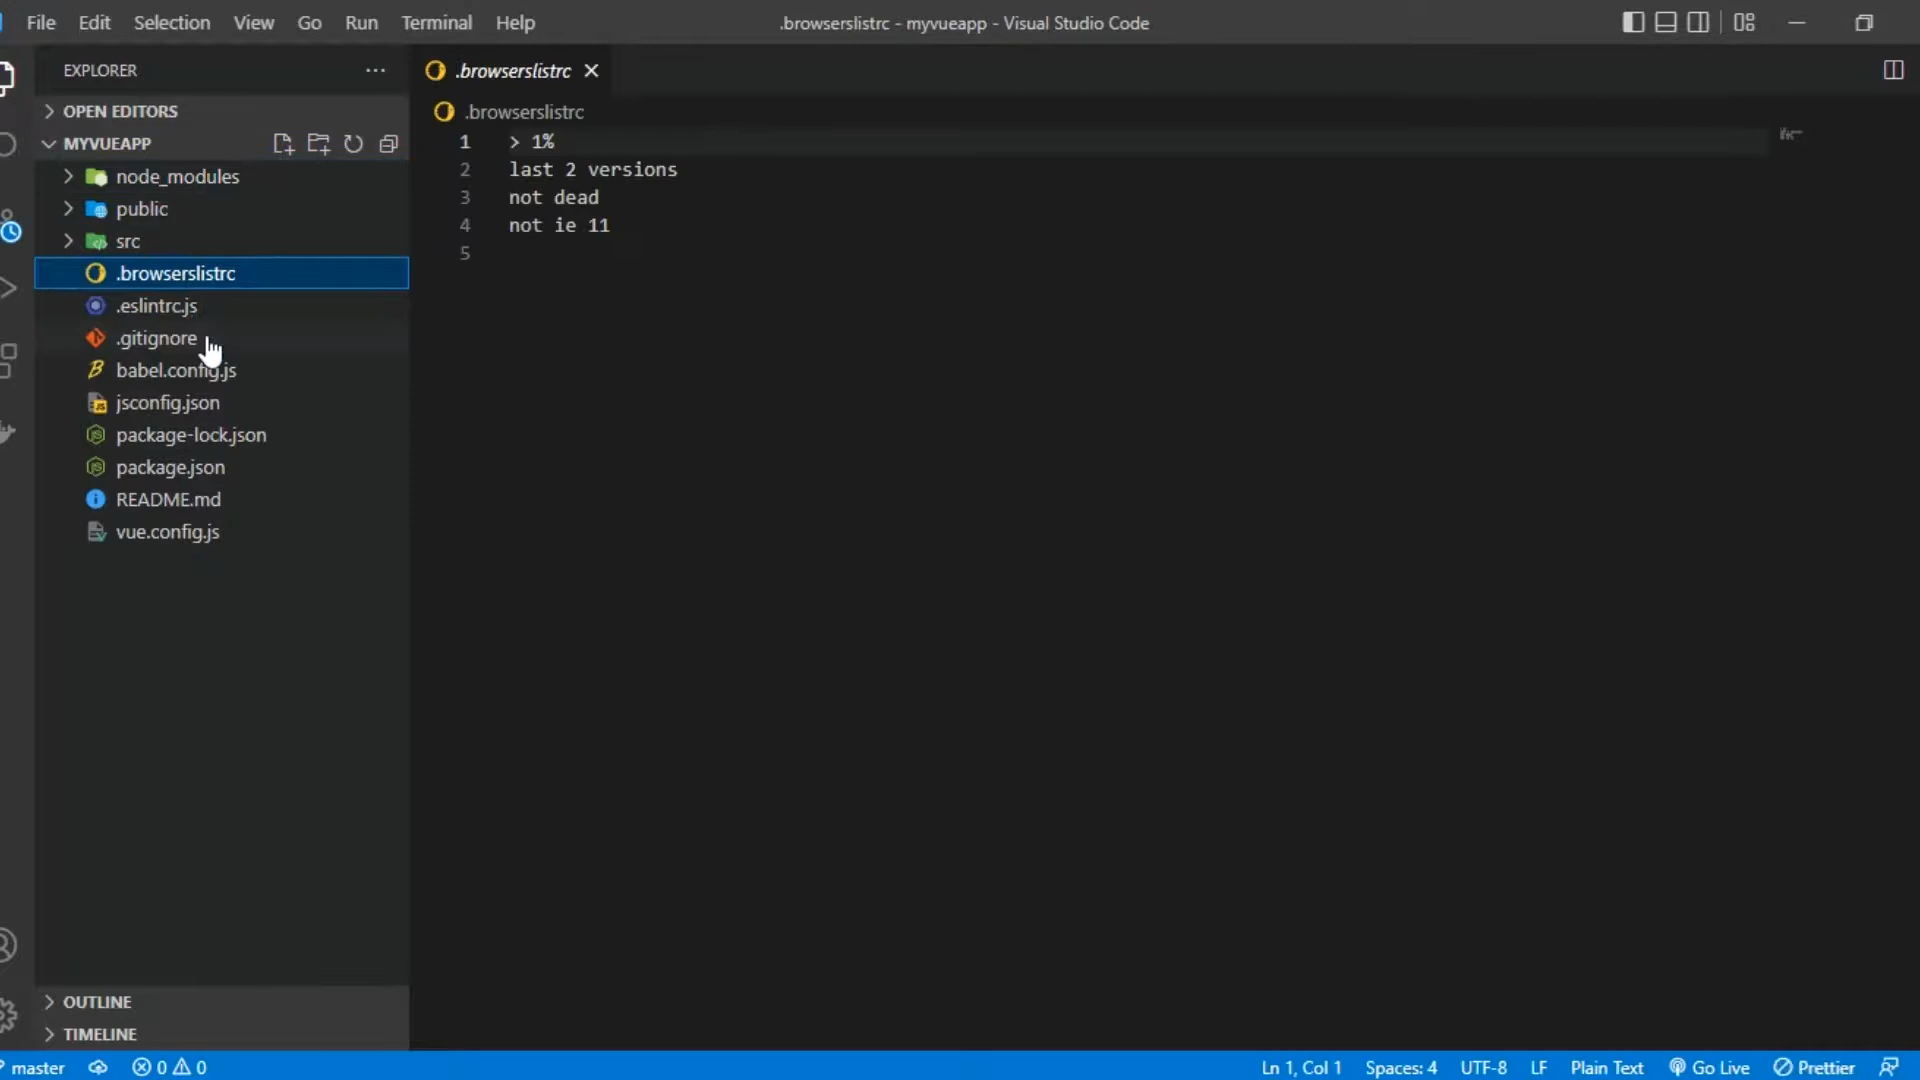 File Edit Selection View Go Run Terminal Help
.browserslistrc - myvueapp - Visual Studio Code
EXPLORER
.browserslistrc
OPEN EDITORS
.browserslistrc
MYVUEAPP
node_modules
public
src
.browserslistrc
.eslintrc.js
.gitignore
babel.config.js
jsconfig.json
package-lock.json
package.json
README.md
vue.config.js
1 > 1%
2 last 2 versions
3 not dead
4 not ie 11
5
OUTLINE
TIMELINE
master 0 0 Ln 1, Col 1 Spaces: 4 UTF-8 LF Plain Text Go Live Prettier